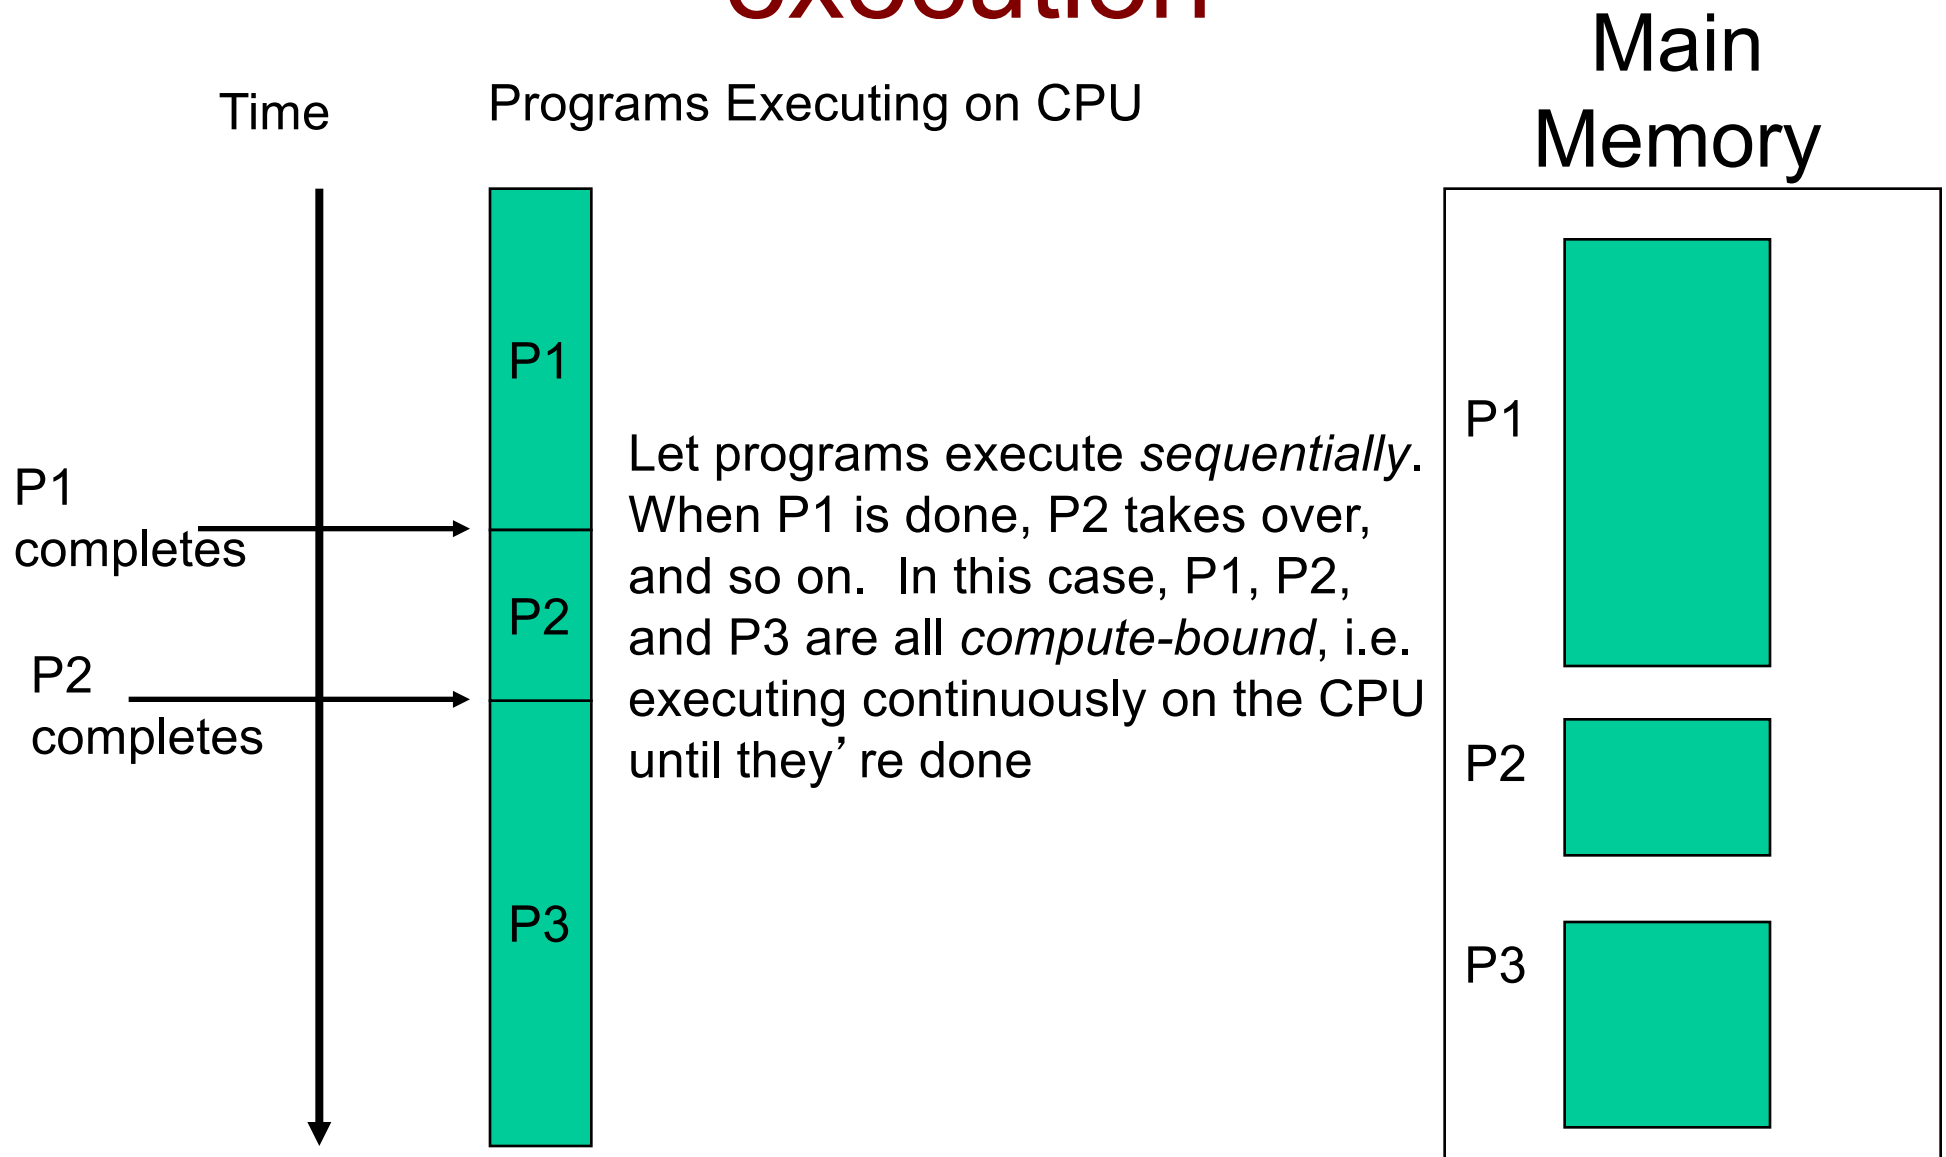 execution
Time
Programs Executing on CPU
Main
Memory
P1
completes
P2
completes
P1
P2
P3
Let programs execute sequentially.
When P1 is done, P2 takes over,
and so on.  In this case, P1, P2,
and P3 are all compute-bound, i.e.
executing continuously on the CPU
until they’ re done
P1
P2
P3